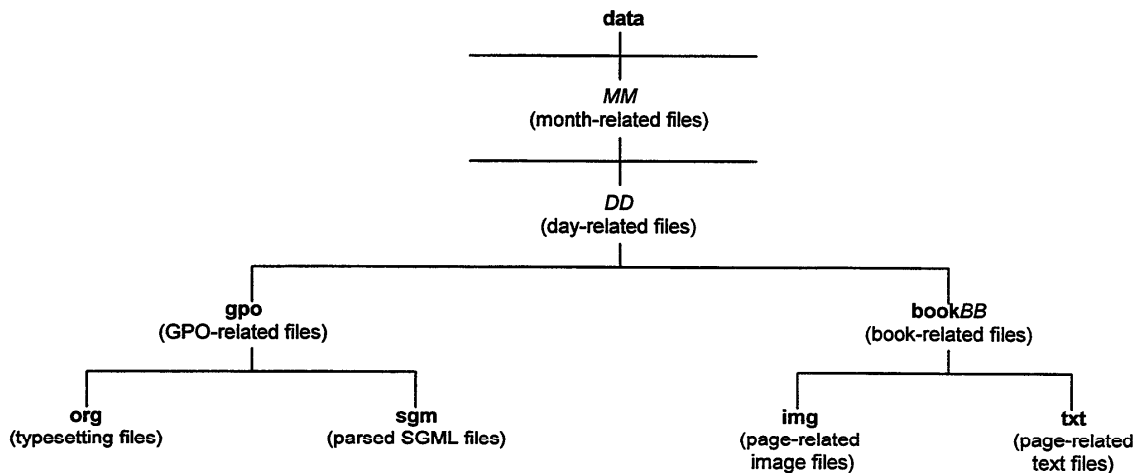 data
MM
(month-related files)
DD
(day-related files)
gpo
(GPO-related files)
bookBB
(book-related files)
org
(typesetting files)
sgm
(parsed SGML files)
img
(page-related
image files)
txt
(page-related
text files)